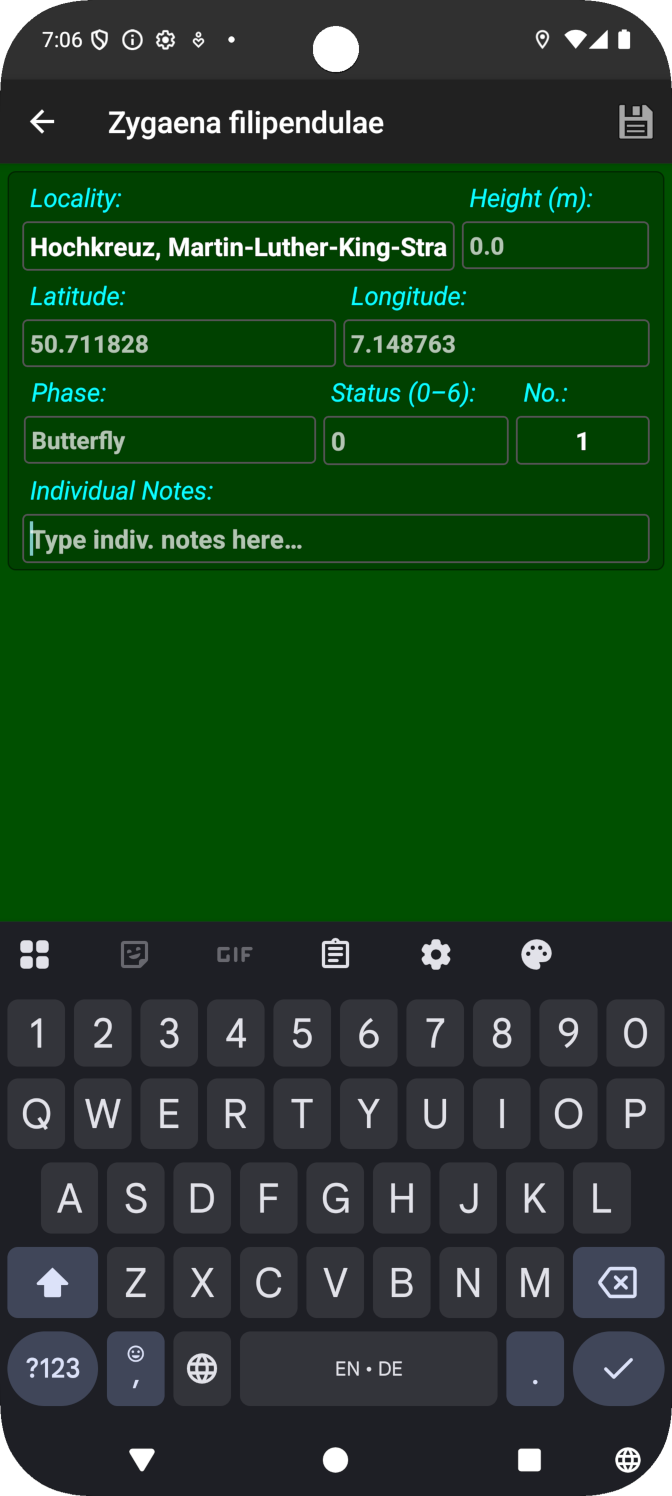 7:06
Zygaena filipendulae
Locality: Height (m):
Hochkreuz, Martin-Luther-King-Stra 0.0
Latitude: Longitude:
50.711828 7.148763
Phase: Status (0–6): No.:
Butterfly 0 1
Individual Notes:
Type indiv. notes here…
GIF
1 2 3 4 5 6 7 8 9 0
Q W E R T Y U I O P
A S D F G H J K L
Z X C V B N M
?123 , EN • DE .